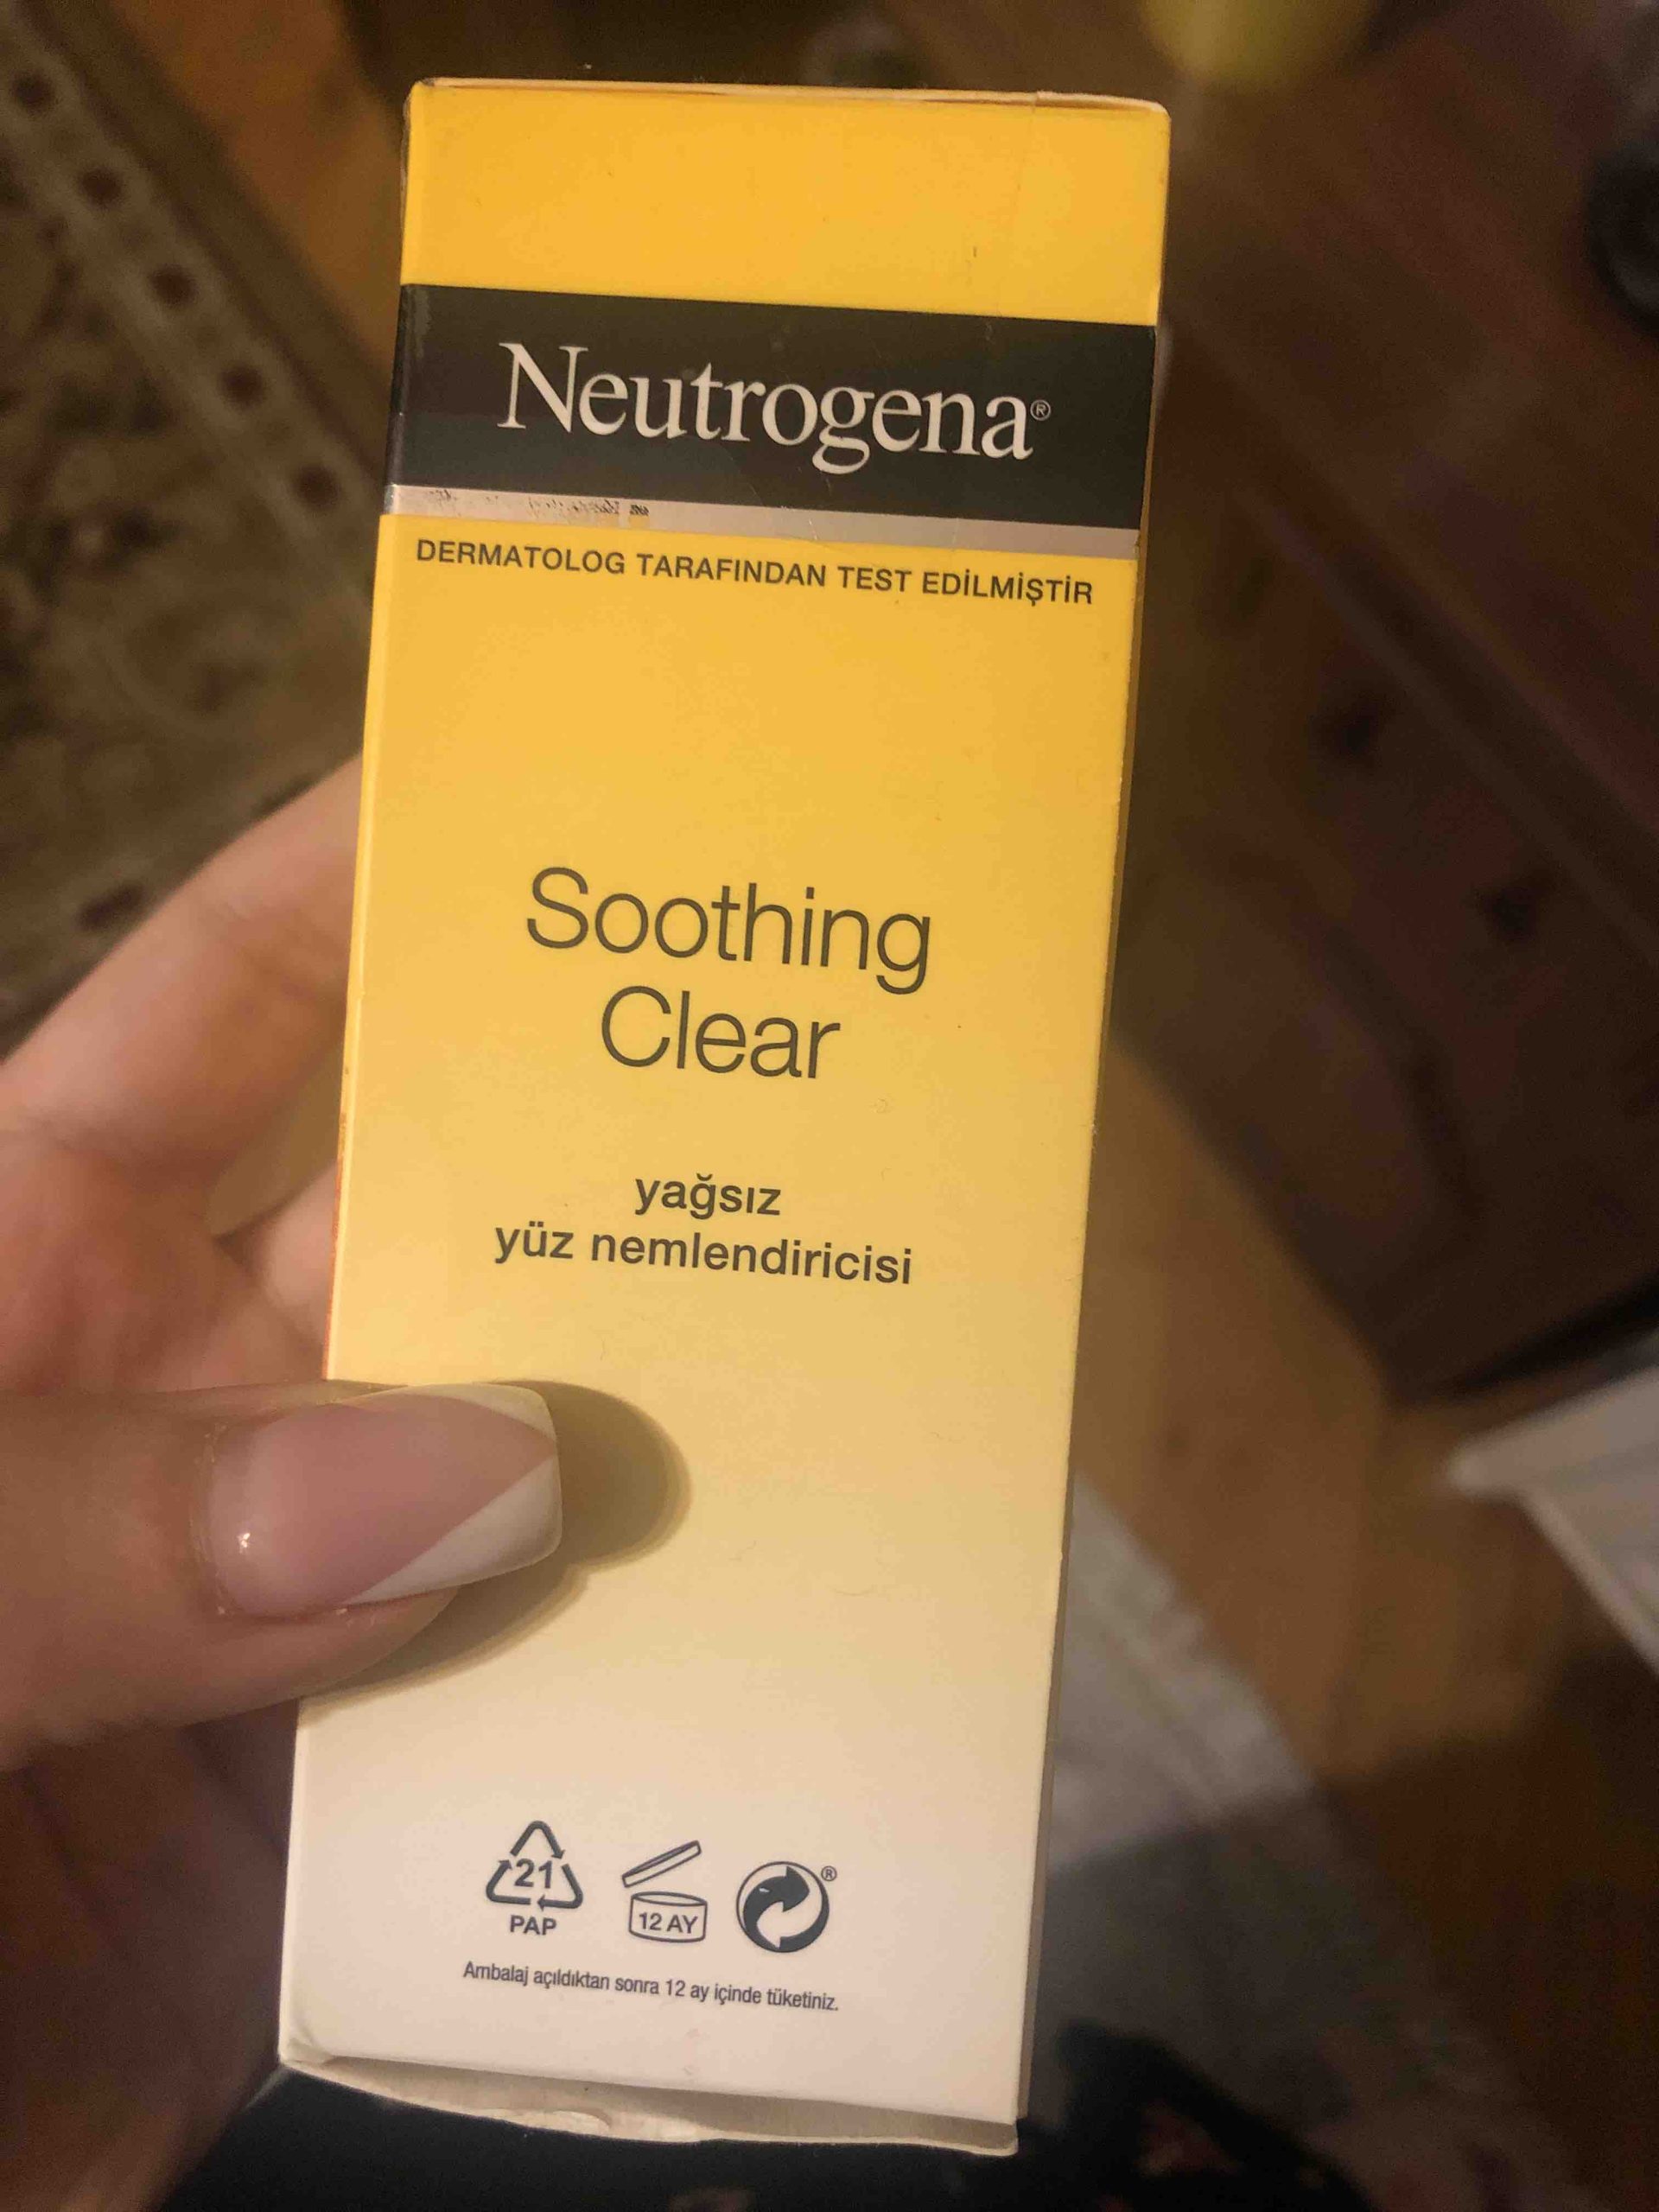 Neutrogena®
DERMATOLOG TARAFINDAN TEST EDİLMİŞTİR
Soothing
Clear
yağsız
yüz nemlendiricisi
21
PAP
12 AY
®
Ambalaj açıldıktan sonra 12 ay içinde tüketiniz.